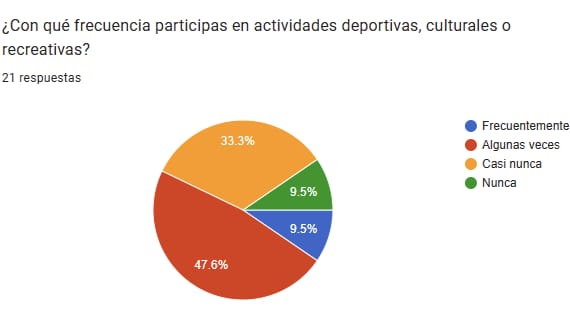 ¿Con qué frecuencia participas en actividades deportivas, culturales o
recreativas?
21 respuestas
Frecuentemente
Algunas veces
Casi nunca
Nunca
33.3%
9.5%
9.5%
47.6%